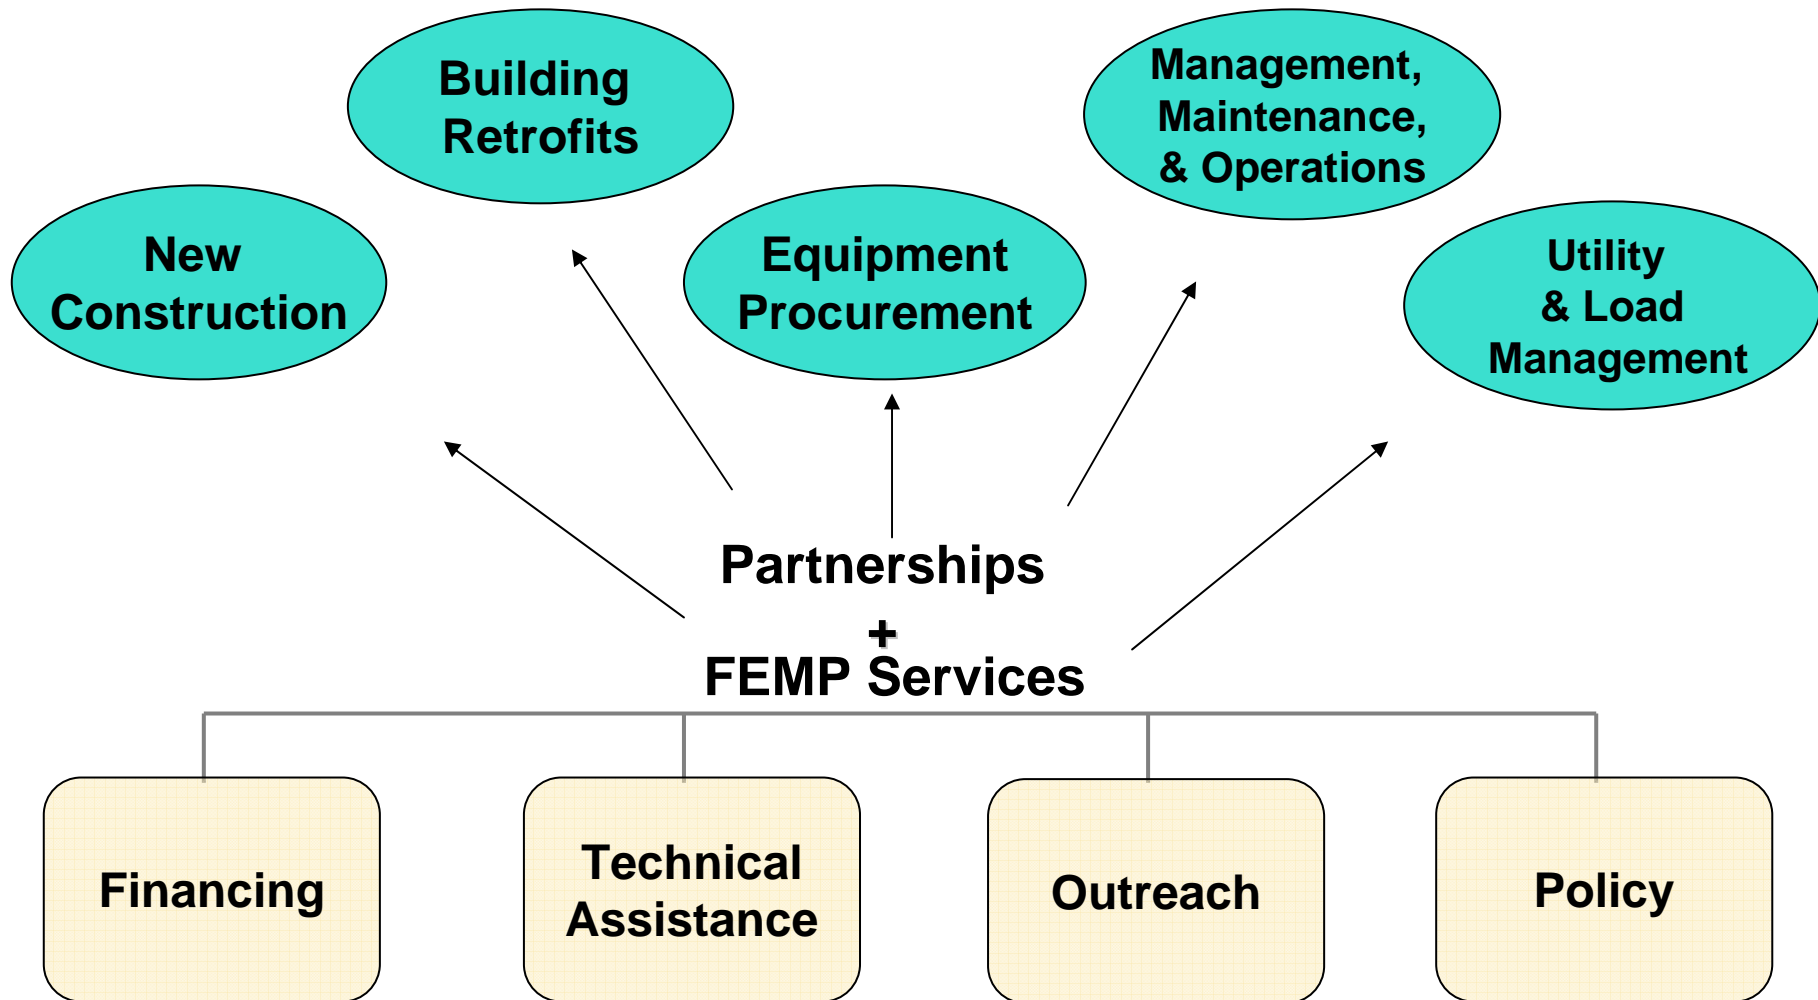 Building
Retrofits
Management,
Maintenance,
& Operations
New
Construction
Equipment
Procurement
Utility
& Load
Management
Partnerships
+
FEMP Services
Financing
Technical
Assistance
Outreach
Policy